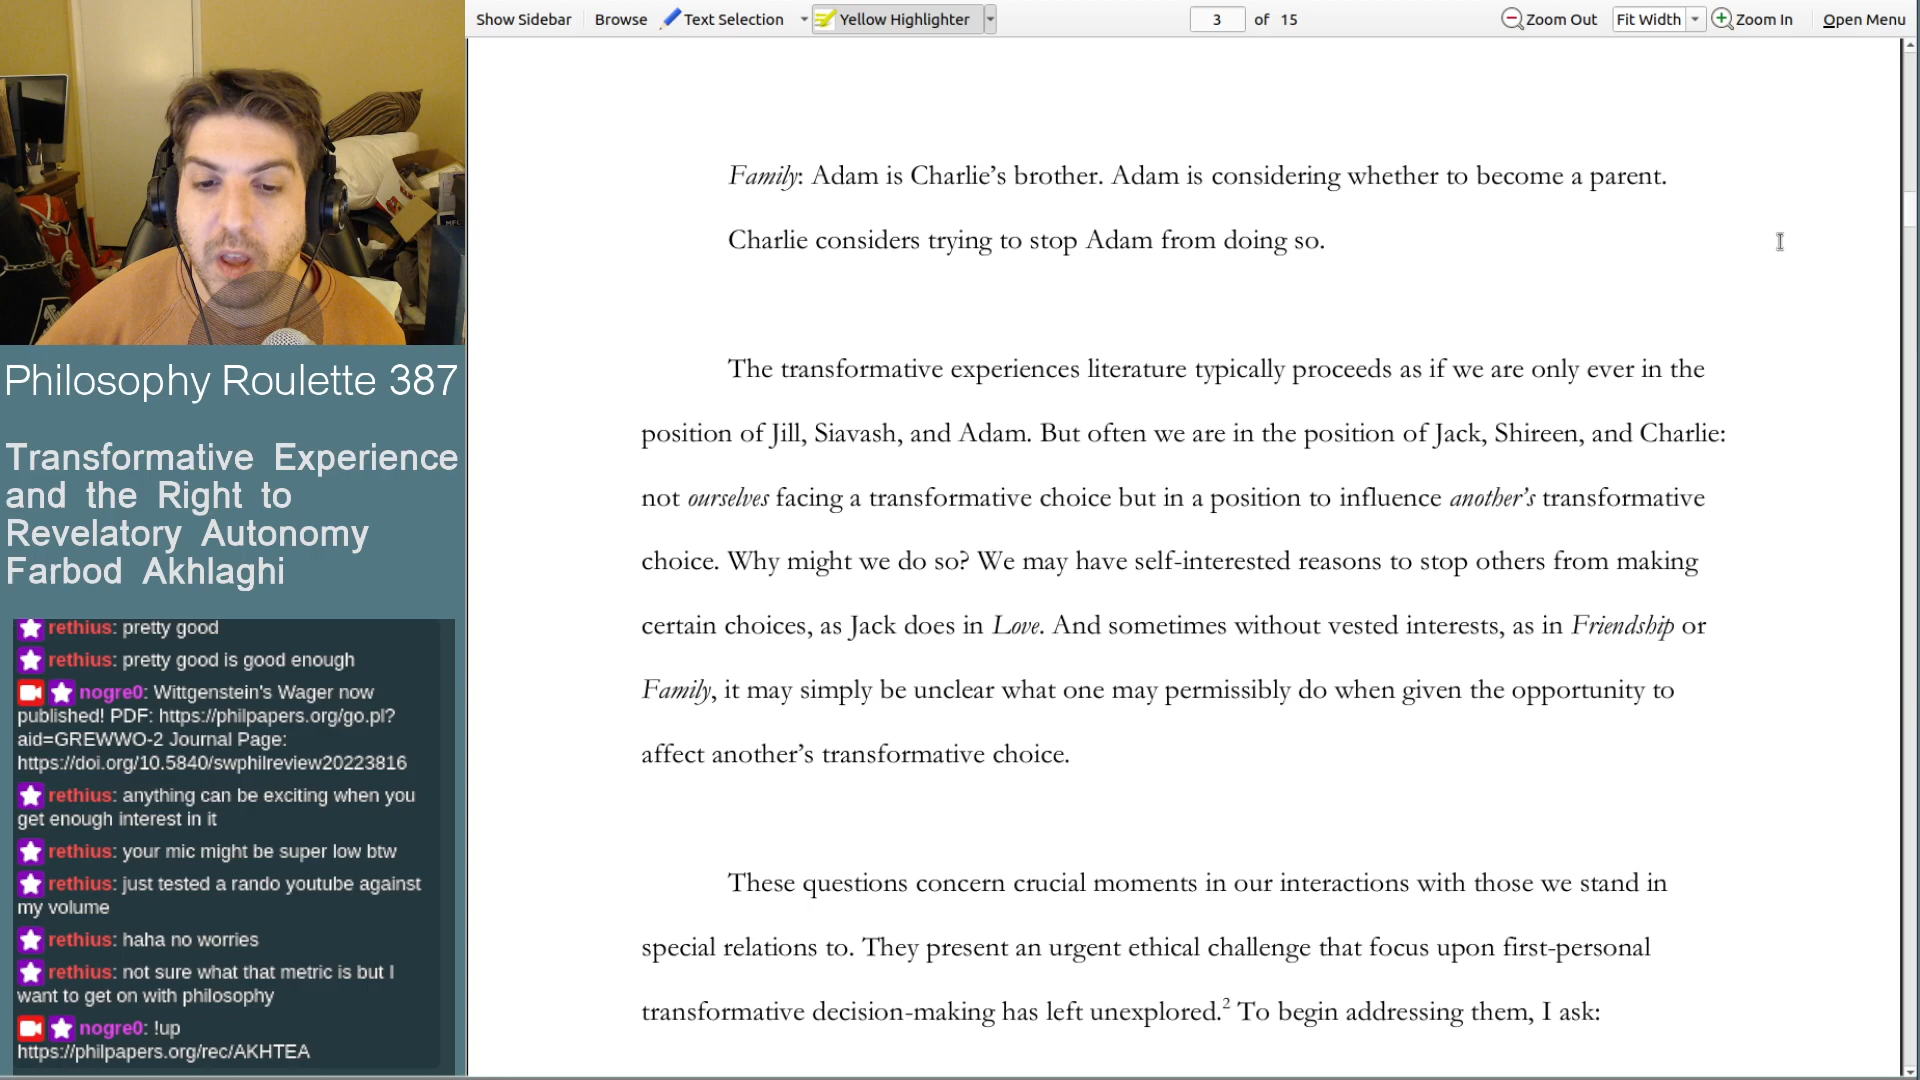 Show Sidebar Browse Text Selection Yellow Highlighter 3 of 15 Zoom Out Fit Width Zoom In Open Menu
Family: Adam is Charlie’s brother. Adam is considering whether to become a parent.
Charlie considers trying to stop Adam from doing so.
The transformative experiences literature typically proceeds as if we are only ever in the
position of Jill, Siavash, and Adam. But often we are in the position of Jack, Shireen, and Charlie:
not ourselves facing a transformative choice but in a position to influence another’s transformative
choice. Why might we do so? We may have self-interested reasons to stop others from making
certain choices, as Jack does in Love. And sometimes without vested interests, as in Friendship or
Family, it may simply be unclear what one may permissibly do when given the opportunity to
affect another’s transformative choice.
These questions concern crucial moments in our interactions with those we stand in
special relations to. They present an urgent ethical challenge that focus upon first-personal
transformative decision-making has left unexplored.2 To begin addressing them, I ask:
Philosophy Roulette 387
Transformative Experience
and the Right to
Revelatory Autonomy
Farbod Akhlaghi
rethius: pretty good
rethius: pretty good is good enough
nogre0: Wittgenstein's Wager now
published! PDF: https://philpapers.org/go.pl?
aid=GREWWO-2 Journal Page:
https://doi.org/10.5840/swphilreview20223816
rethius: anything can be exciting when you
get enough interest in it
rethius: your mic might be super low btw
rethius: just tested a rando youtube against
my volume
rethius: haha no worries
rethius: not sure what that metric is but I
want to get on with philosophy
nogre0: !up
https://philpapers.org/rec/AKHTEA